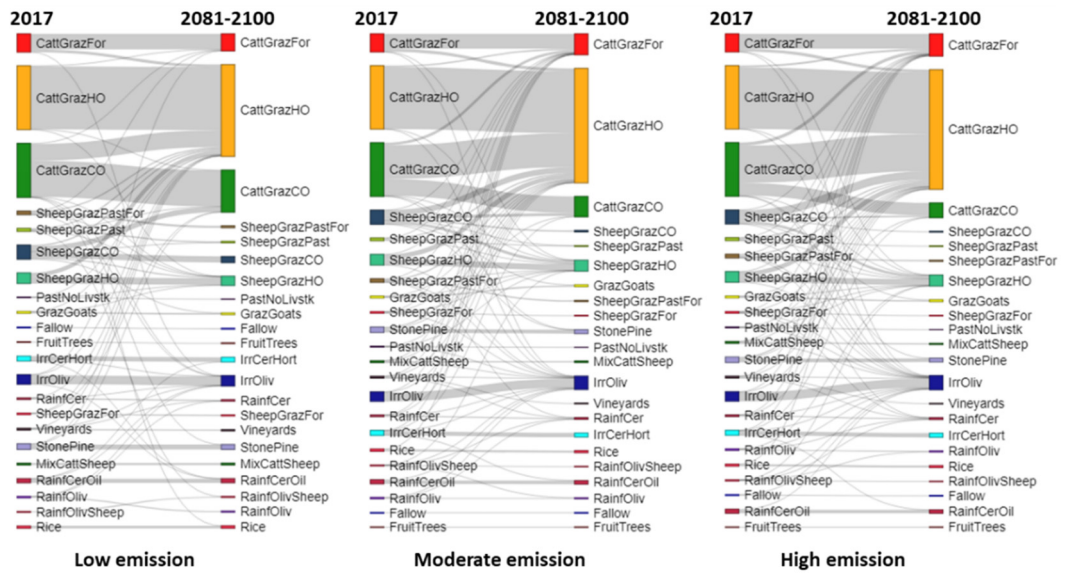 2017 2081-2100
CattGrazFor CattGrazFor
CattGrazHO CattGrazHO
CattGrazCO CattGrazCO
SheepGrazPastFor SheepGrazPastFor
SheepGrazPast SheepGrazPast
SheepGrazCO SheepGrazCO
SheepGrazHO SheepGrazHO
PastNoLivstk PastNoLivstk
GrazGoats GrazGoats
Fallow Fallow
FruitTrees FruitTrees
IrrCerHort IrrCerHort
IrrOliv IrrOliv
RainfCer RainfCer
SheepGrazFor SheepGrazFor
Vineyards Vineyards
StonePine StonePine
MixCattSheep MixCattSheep
RainfCerOil RainfCerOil
RainfOliv RainfOlivSheep
RainfOlivSheep RainfOliv
Rice Rice
Low emission
2017 2081-2100
CattGrazFor CattGrazFor
CattGrazHO CattGrazHO
CattGrazCO CattGrazCO
SheepGrazCO SheepGrazCO
SheepGrazPast SheepGrazPast
SheepGrazHO SheepGrazHO
SheepGrazPastFor GrazGoats
GrazGoats SheepGrazPastFor
SheepGrazFor SheepGrazFor
StonePine StonePine
PastNoLivstk PastNoLivstk
MixCattSheep MixCattSheep
Vineyards IrrOliv
IrrOliv Vineyards
RainfCer RainfCer
IrrCerHort IrrCerHort
Rice Rice
RainfOlivSheep RainfOlivSheep
RainfCerOil RainfCerOil
RainfOliv RainfOliv
Fallow Fallow
FruitTrees FruitTrees
Moderate emission
2017 2081-2100
CattGrazFor CattGrazFor
CattGrazHO CattGrazHO
CattGrazCO CattGrazCO
SheepGrazCO SheepGrazCO
SheepGrazPast SheepGrazPast
SheepGrazPastFor SheepGrazPastFor
SheepGrazHO SheepGrazHO
GrazGoats GrazGoats
SheepGrazFor SheepGrazFor
PastNoLivstk PastNoLivstk
MixCattSheep MixCattSheep
StonePine StonePine
Vineyards IrrOliv
IrrOliv Vineyards
RainfCer RainfCer
IrrCerHort IrrCerHort
RainfOliv RainfOliv
Rice Rice
RainfOlivSheep RainfOlivSheep
Fallow Fallow
RainfCerOil RainfCerOil
FruitTrees FruitTrees
High emission